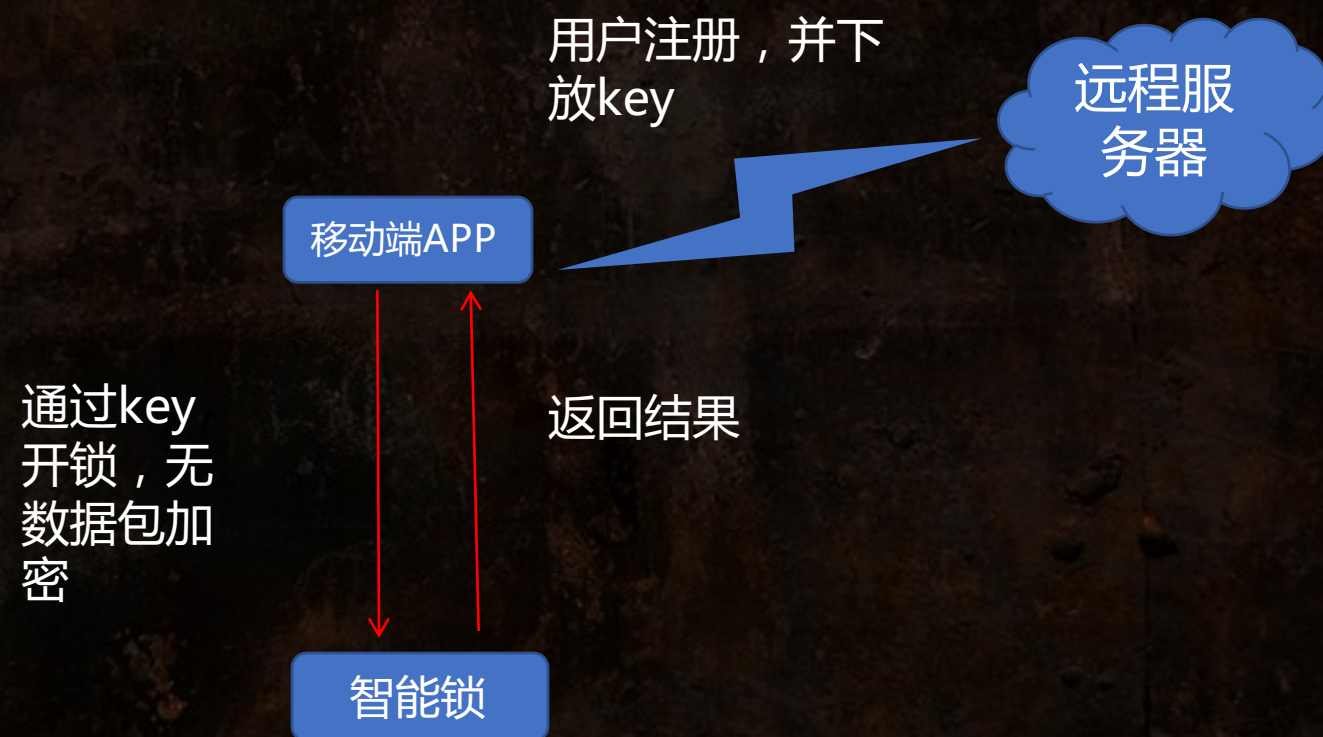 用户注册，并下
放key
远程服
务器
移动端APP
通过key
开锁，无
数据包加
密
返回结果
智能锁